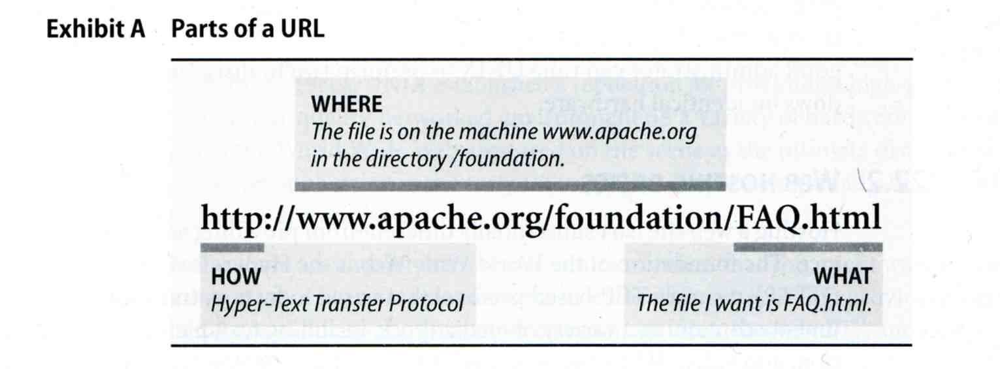 Exhibit A Parts of a URL
WHERE
The file is on the machine www.apache.org
in the directory /foundation.
http://www.apache.org/foundation/FAQ.html
HOW
Hyper-Text Transfer Protocol
WHAT
The file I want is FAQ.html.